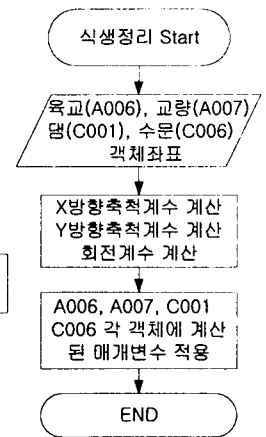 식생정리 Start
육교(A006), 교량(A007)
댐(C001), 수문(C006)
객체좌표
X방향축척계수 계산
Y방향축척계수 계산
회전계수 계산
A006, A007, C001
C006 각 객체에 계산
된 매개변수 적용
END